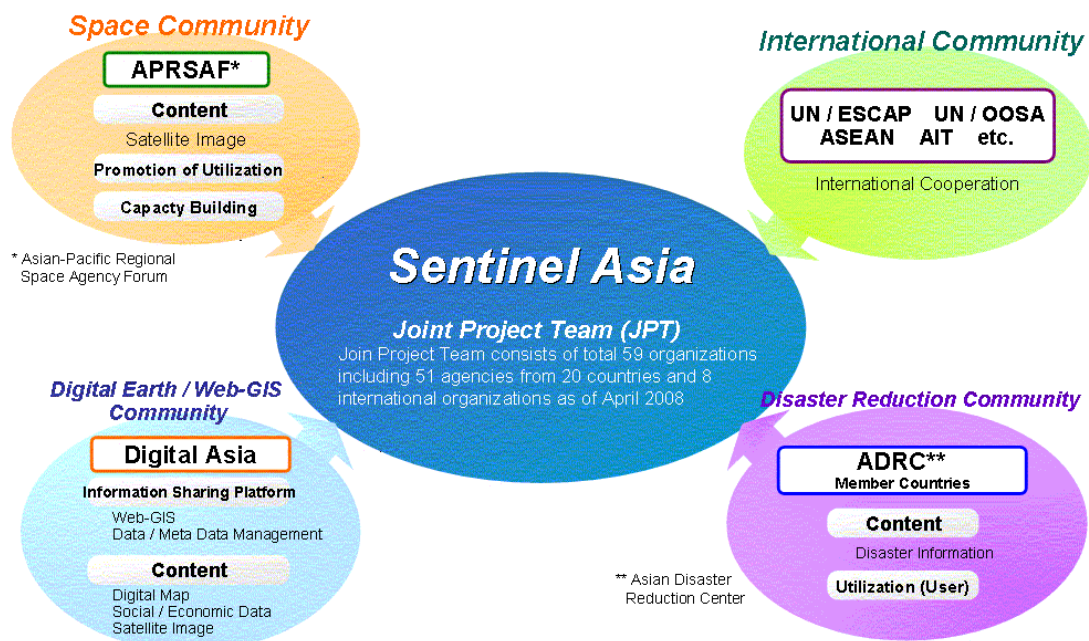 Space Community
APRSAF*
Content
Satellite Image
Promotion of Utilization
Capacty Building
* Asian-Pacific Regional
Space Agency Forum
International Community
UN / ESCAP UN / OOSA
ASEAN AIT etc.
International Cooperation
Sentinel Asia
Joint Project Team (JPT)
Join Project Team consists of total 59 organizations
including 51 agencies from 20 countries and 8
international organizations as of April 2008
Digital Earth / Web-GIS
Community
Digital Asia
Information Sharing Platform
Web-GIS
Data / Meta Data Management
Content
Digital Map
Social / Economic Data
Satellite Image
Disaster Reduction Community
ADRC**
Member Countries
Content
Disaster Information
Utilization (User)
** Asian Disaster
Reduction Center